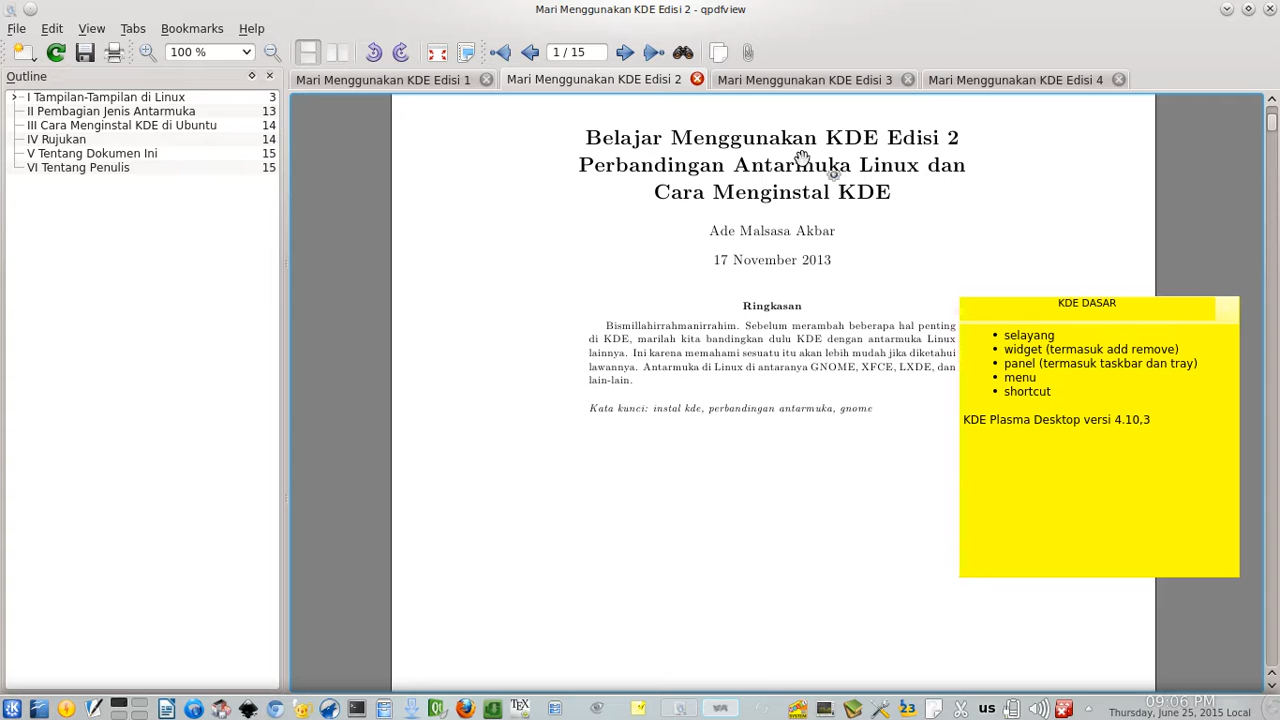 Mari Menggunakan KDE Edisi 2 - qpdfview
File Edit View Tabs Bookmarks Help
100 %
1 / 15
Outline
Mari Menggunakan KDE Edisi 1
Mari Menggunakan KDE Edisi 2
Mari Menggunakan KDE Edisi 3
Mari Menggunakan KDE Edisi 4
I Tampilan-Tampilan di Linux 3
II Pembagian Jenis Antarmuka 13
III Cara Menginstal KDE di Ubuntu 14
IV Rujukan 14
V Tentang Dokumen Ini 15
VI Tentang Penulis 15
Belajar Menggunakan KDE Edisi 2
Perbandingan Antarmuka Linux dan
Cara Menginstal KDE
Ade Malsasa Akbar
17 November 2013
Ringkasan
Bismillahirrahmanirrahim. Sebelum merambah beberapa hal penting
di KDE, marilah kita bandingkan dulu KDE dengan antarmuka Linux
lainnya. Ini karena memahami sesuatu itu akan lebih mudah jika diketahui
lawannya. Antarmuka di Linux di antaranya GNOME, XFCE, LXDE, dan
lain-lain.
Kata kunci: instal kde, perbandingan antarmuka, gnome
KDE DASAR
• selayang
• widget (termasuk add remove)
• panel (termasuk taskbar dan tray)
• menu
• shortcut
KDE Plasma Desktop versi 4.10,3
TEX
SYSTEM
23
us
09:06 PM
Thursday, June 25, 2015 Local